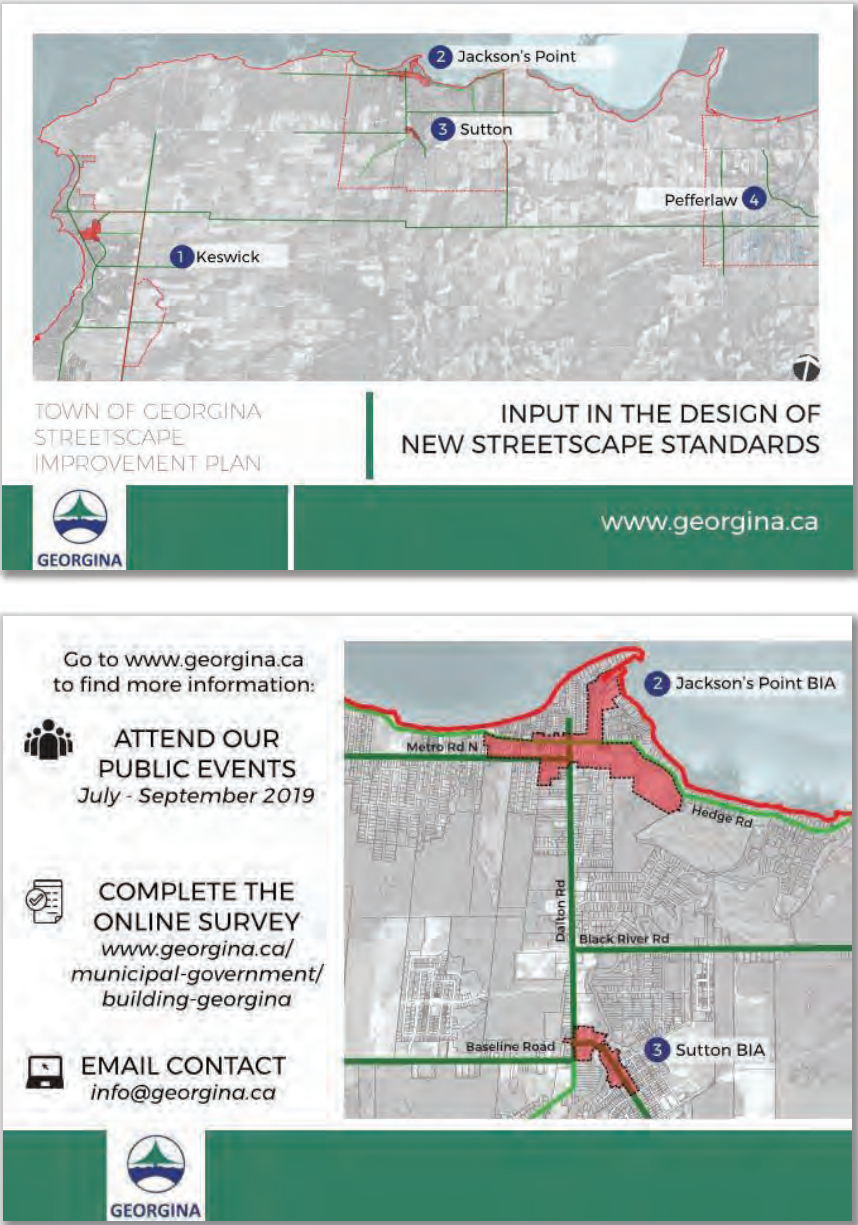 2 Jackson's Point
3 Sutton
Pefferlaw 4
1 Keswick
TOWN OF GEORGINA
STREETSCAPE
IMPROVEMENT PLAN
INPUT IN THE DESIGN OF
NEW STREETSCAPE STANDARDS
GEORGINA
www.georgina.ca
Go to www.georgina.ca
to find more information:
ATTEND OUR
PUBLIC EVENTS
July - September 2019
COMPLETE THE
ONLINE SURVEY
www.georgina.ca/
municipal-government/
building-georgina
EMAIL CONTACT
info@georgina.ca
2 Jackson's Point BIA
Metro Rd N
Hedge Rd
Dalton Rd
Black River Rd
Baseline Road
3 Sutton BIA
GEORGINA